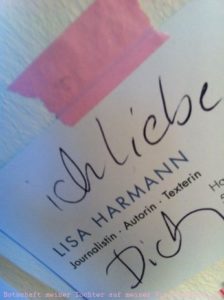 ich liebe
LISA HARMANN
Journalistin · Autorin · Texterin
Dich
Botschaft meiner Tochter auf meiner